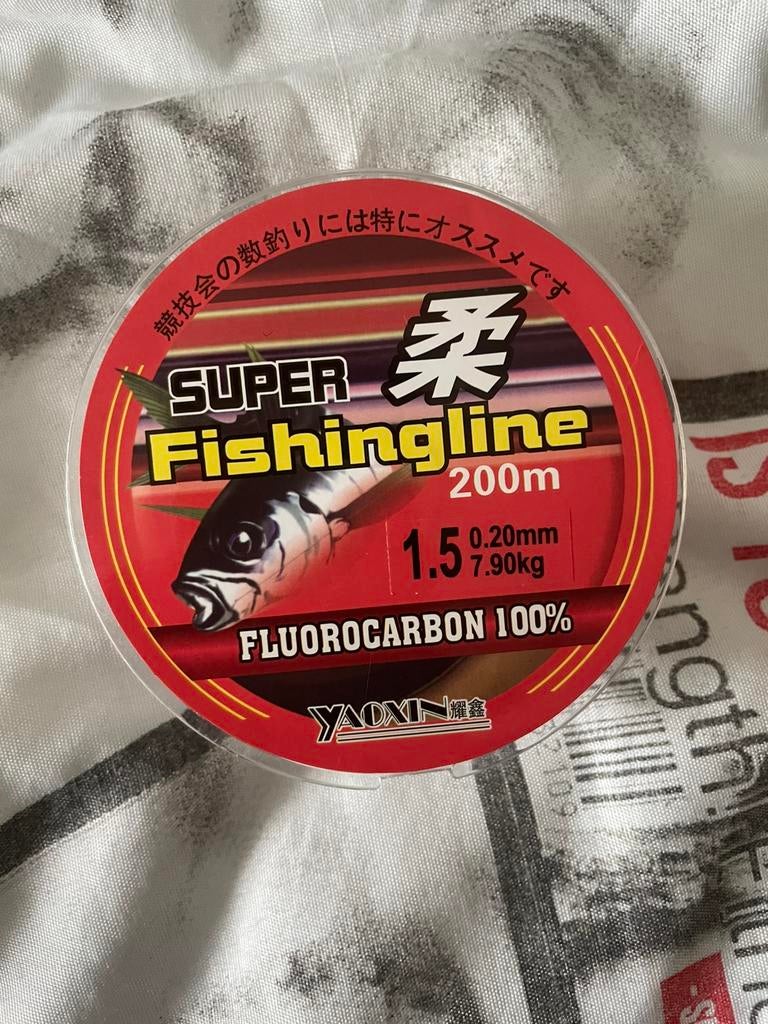 競技会の数釣りには特にオススメです
SUPER 柔
Fishingline
200m
1.5 0.20mm
7.90kg
FLUOROCARBON 100%
YAOXIN 耀鑫